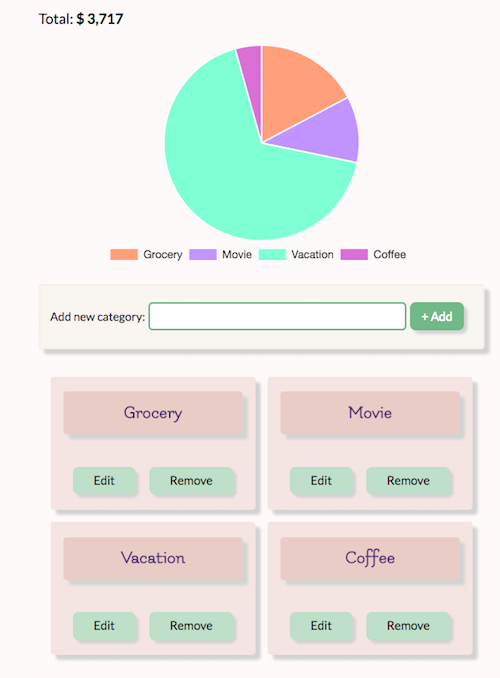 Total: $ 3,717
Grocery Movie Vacation Coffee
Add new category: + Add
Grocery Movie
Edit Remove Edit Remove
Vacation Coffee
Edit Remove Edit Remove